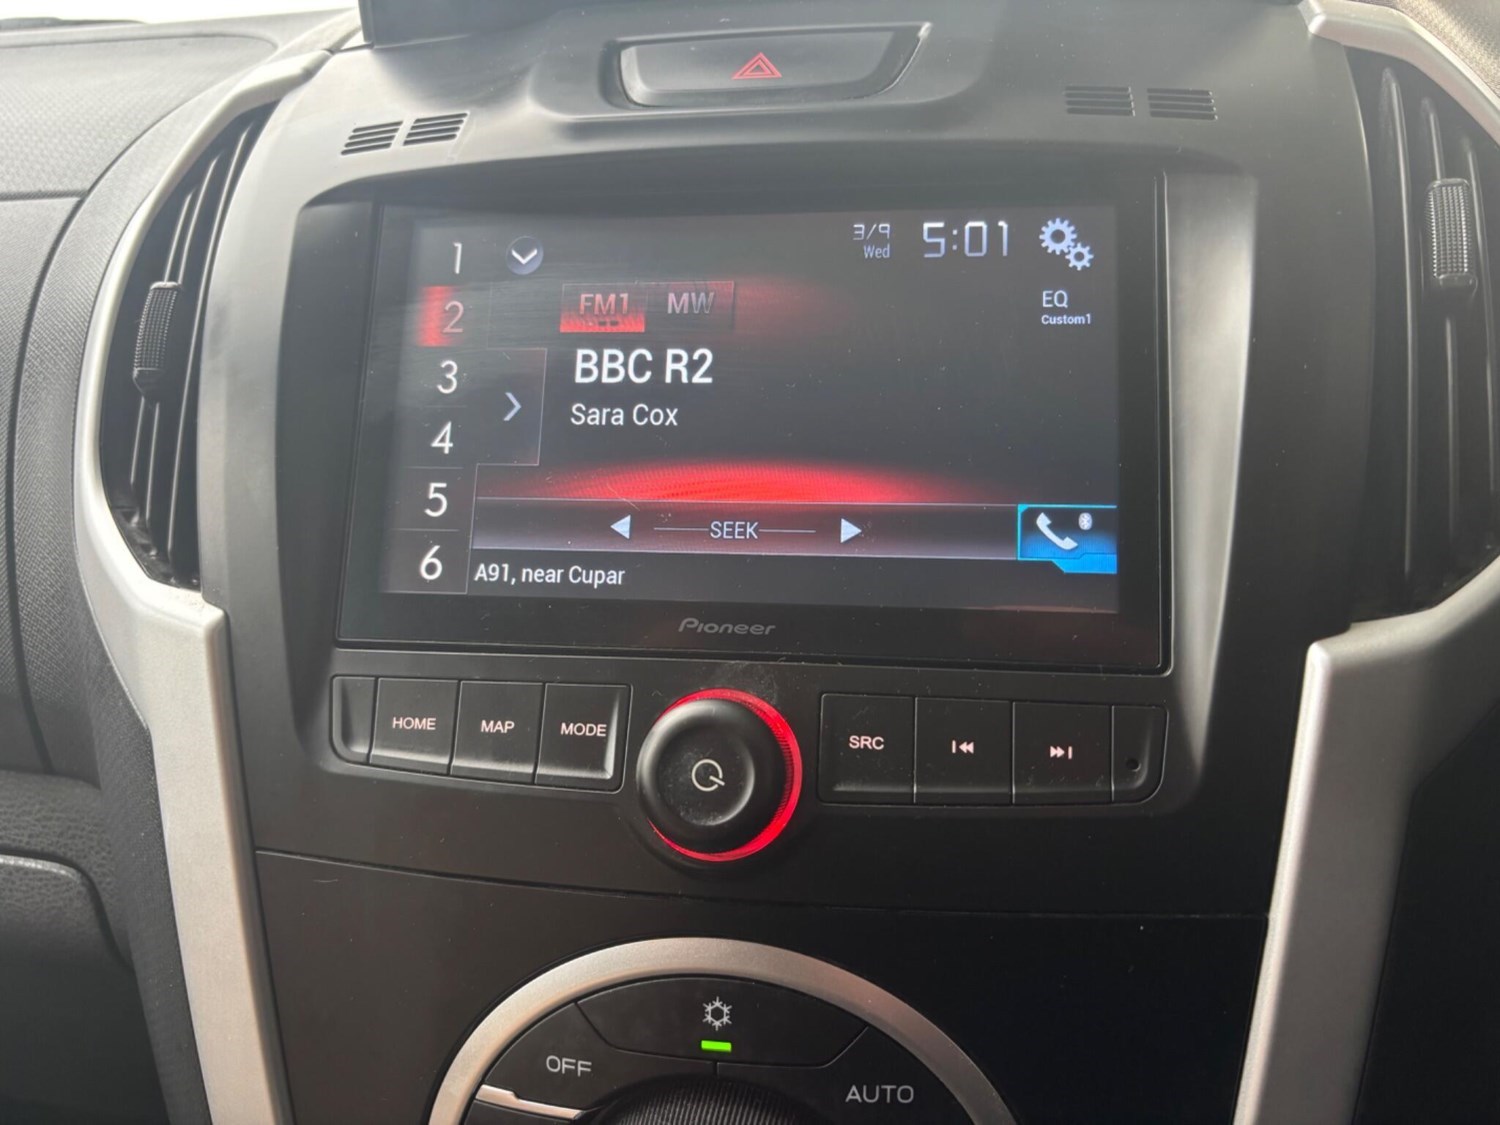 1
3/9
Wed
5:01
2
FM1
MW
EQ
Custom1
3
BBC R2
Sara Cox
4
5
SEEK
6
A91, near Cupar
Pioneer
HOME
MAP
MODE
SRC
OFF
AUTO